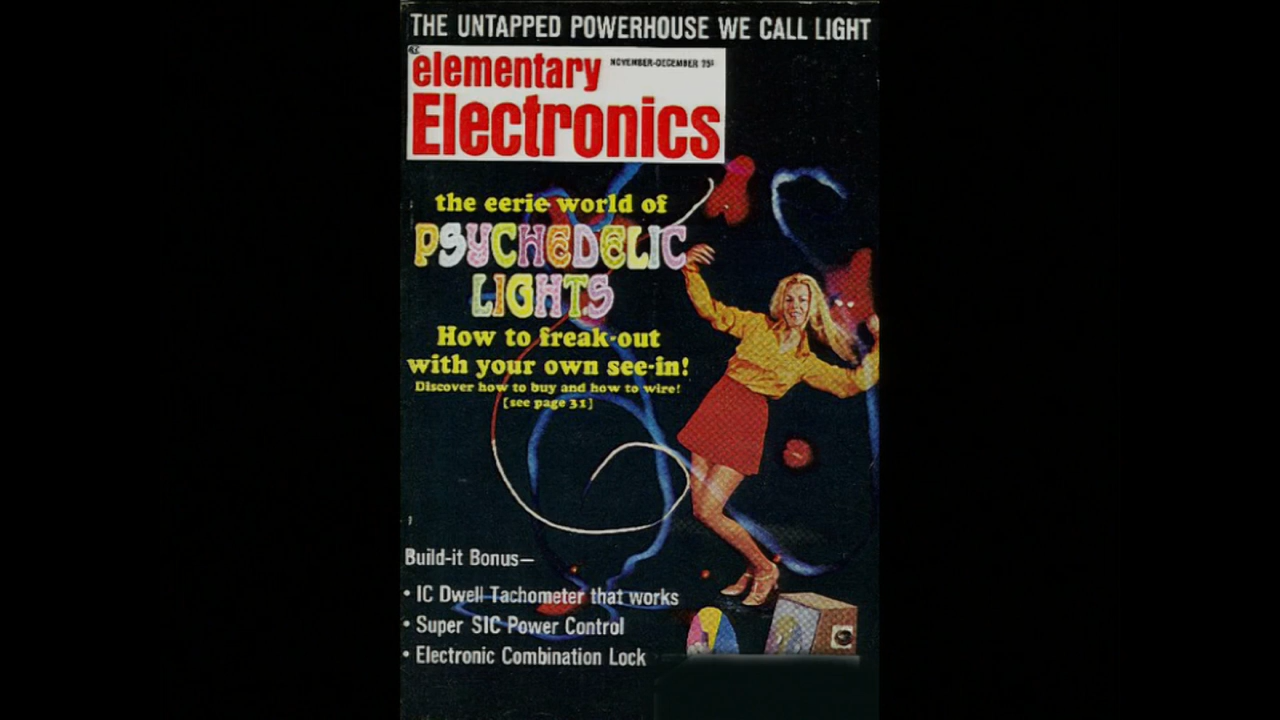 THE UNTAPPED POWERHOUSE WE CALL LIGHT
elementary
NOVEMBER-DECEMBER 75¢
Electronics
the eerie world of
PSYCHEDELIC
LIGHTS
How to freak-out
with your own see-in!
Discover how to buy and how to wire!
[see page 31]
Build-it Bonus—
• IC Dwell Tachometer that works
• Super SIC Power Control
• Electronic Combination Lock